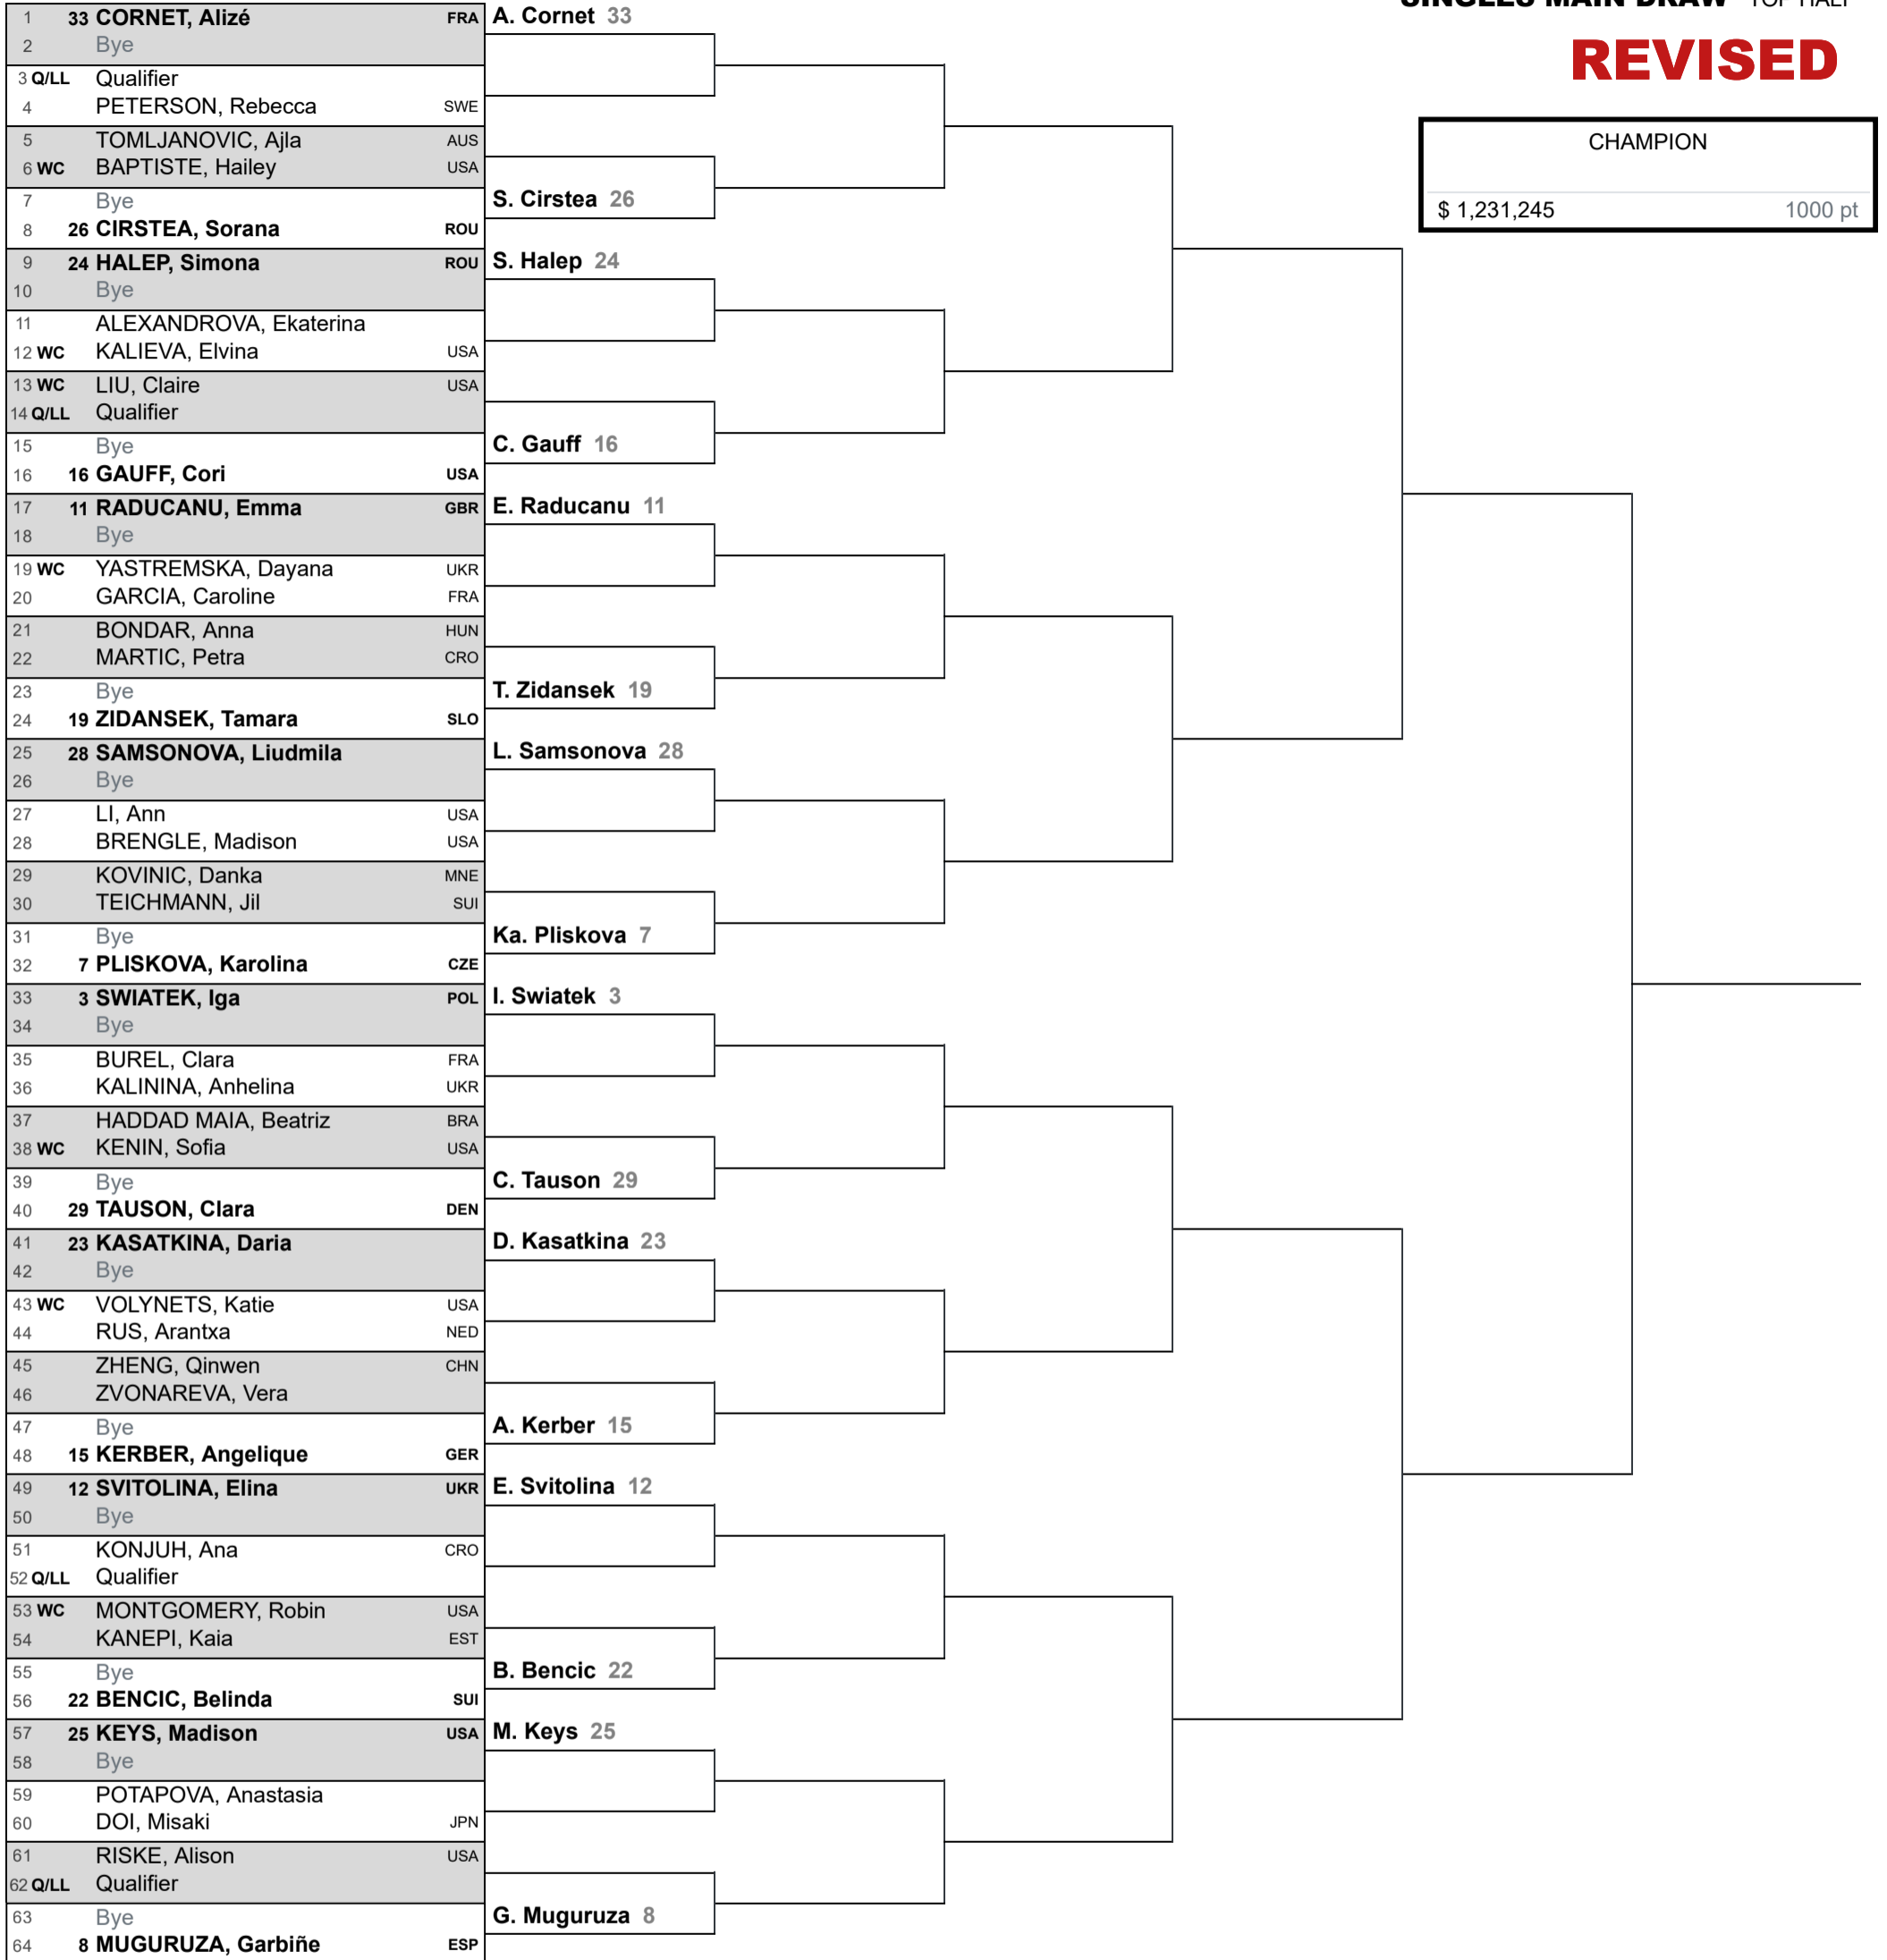 SINGLES MAIN DRAW TOP HALF
REVISED
CHAMPION
$ 1,231,245 1000 pt
1 33 CORNET, Alizé FRA A. Cornet 33
2 Bye
3 Q/LL Qualifier
4 PETERSON, Rebecca SWE
5 TOMLJANOVIC, Ajla AUS
6 WC BAPTISTE, Hailey USA
7 Bye S. Cirstea 26
8 26 CIRSTEA, Sorana ROU
9 24 HALEP, Simona ROU S. Halep 24
10 Bye
11 ALEXANDROVA, Ekaterina
12 WC KALIEVA, Elvina USA
13 WC LIU, Claire USA
14 Q/LL Qualifier
15 Bye C. Gauff 16
16 16 GAUFF, Cori USA
17 11 RADUCANU, Emma GBR E. Raducanu 11
18 Bye
19 WC YASTREMSKA, Dayana UKR
20 GARCIA, Caroline FRA
21 BONDAR, Anna HUN
22 MARTIC, Petra CRO
23 Bye T. Zidansek 19
24 19 ZIDANSEK, Tamara SLO
25 28 SAMSONOVA, Liudmila L. Samsonova 28
26 Bye
27 LI, Ann USA
28 BRENGLE, Madison USA
29 KOVINIC, Danka MNE
30 TEICHMANN, Jil SUI
31 Bye Ka. Pliskova 7
32 7 PLISKOVA, Karolina CZE
33 3 SWIATEK, Iga POL I. Swiatek 3
34 Bye
35 BUREL, Clara FRA
36 KALININA, Anhelina UKR
37 HADDAD MAIA, Beatriz BRA
38 WC KENIN, Sofia USA
39 Bye C. Tauson 29
40 29 TAUSON, Clara DEN
41 23 KASATKINA, Daria D. Kasatkina 23
42 Bye
43 WC VOLYNETS, Katie USA
44 RUS, Arantxa NED
45 ZHENG, Qinwen CHN
46 ZVONAREVA, Vera
47 Bye A. Kerber 15
48 15 KERBER, Angelique GER
49 12 SVITOLINA, Elina UKR E. Svitolina 12
50 Bye
51 KONJUH, Ana CRO
52 Q/LL Qualifier
53 WC MONTGOMERY, Robin USA
54 KANEPI, Kaia EST
55 Bye B. Bencic 22
56 22 BENCIC, Belinda SUI
57 25 KEYS, Madison USA M. Keys 25
58 Bye
59 POTAPOVA, Anastasia
60 DOI, Misaki JPN
61 RISKE, Alison USA
62 Q/LL Qualifier
63 Bye G. Muguruza 8
64 8 MUGURUZA, Garbiñe ESP